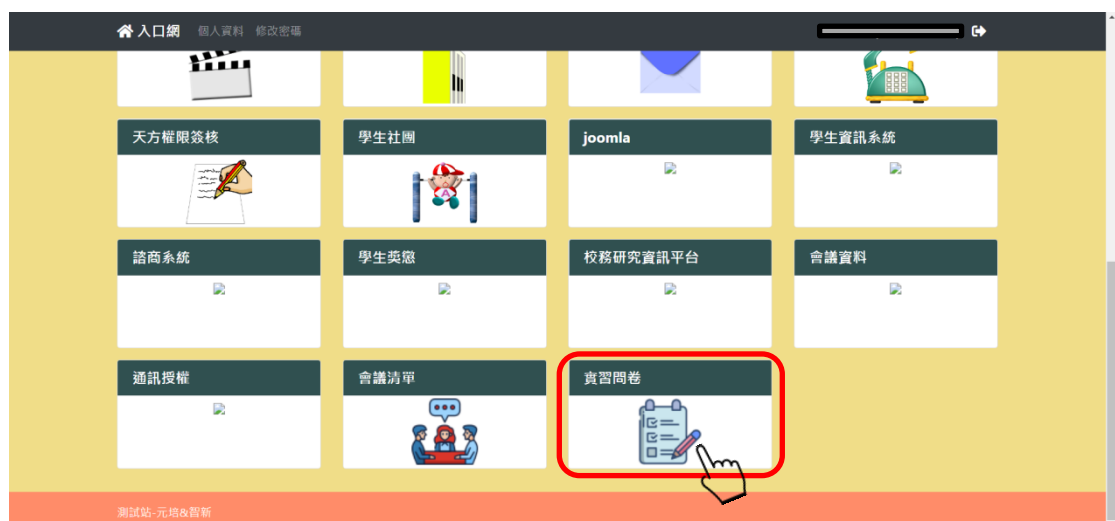 入口網 個人資料 修改密碼
天方權限簽核 學生社團 joomla 學生資訊系統
A
諮商系統 學生獎懲 校務研究資訊平台 會議資料
通訊授權 會議清單 實習問卷
測試站-元培&智新